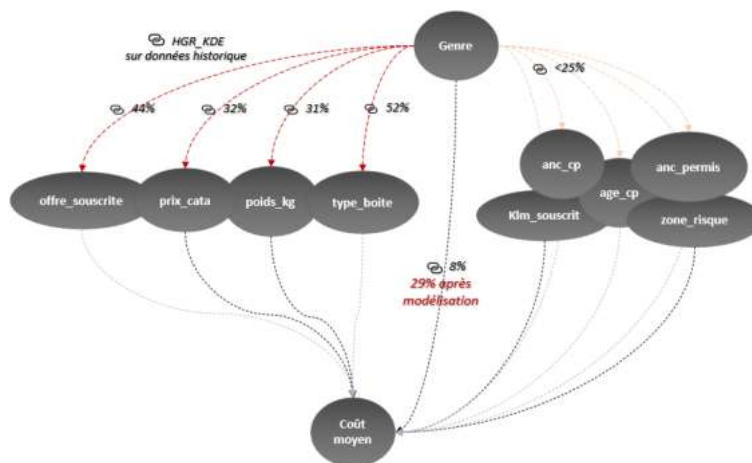 HGR_KDE
sur données historique
Genre
<25%
44%
32%
31%
52%
anc_cp
anc_permis
age_cp
offre_souscrite
prix_cata
poids_kg
type_boite
Klm_souscrit
zone_risque
8%
29% après
modélisation
Coût
moyen